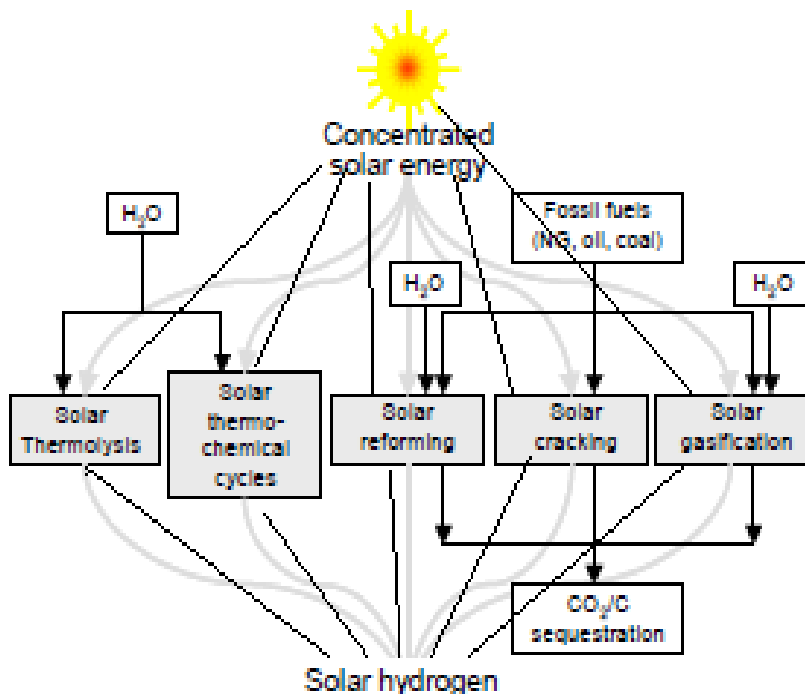 Concentrated
solar energy
H₂O
Fossil fuels
(NG, oil, coal)
H₂O
H₂O
Solar
Thermolysis
Solar
thermo-
chemical
cycles
Solar
reforming
Solar
cracking
Solar
gasification
CO₂/C
sequestration
Solar hydrogen